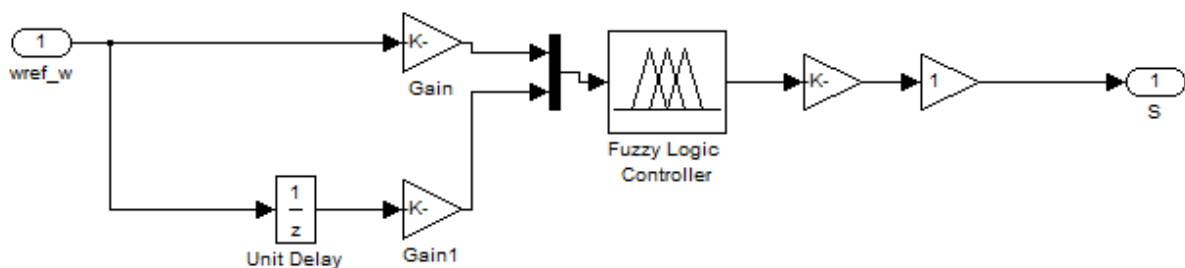 1
wref_w
K-
Gain
1
z
Unit Delay
K-
Gain1
Fuzzy Logic
Controller
K-
1
1
S